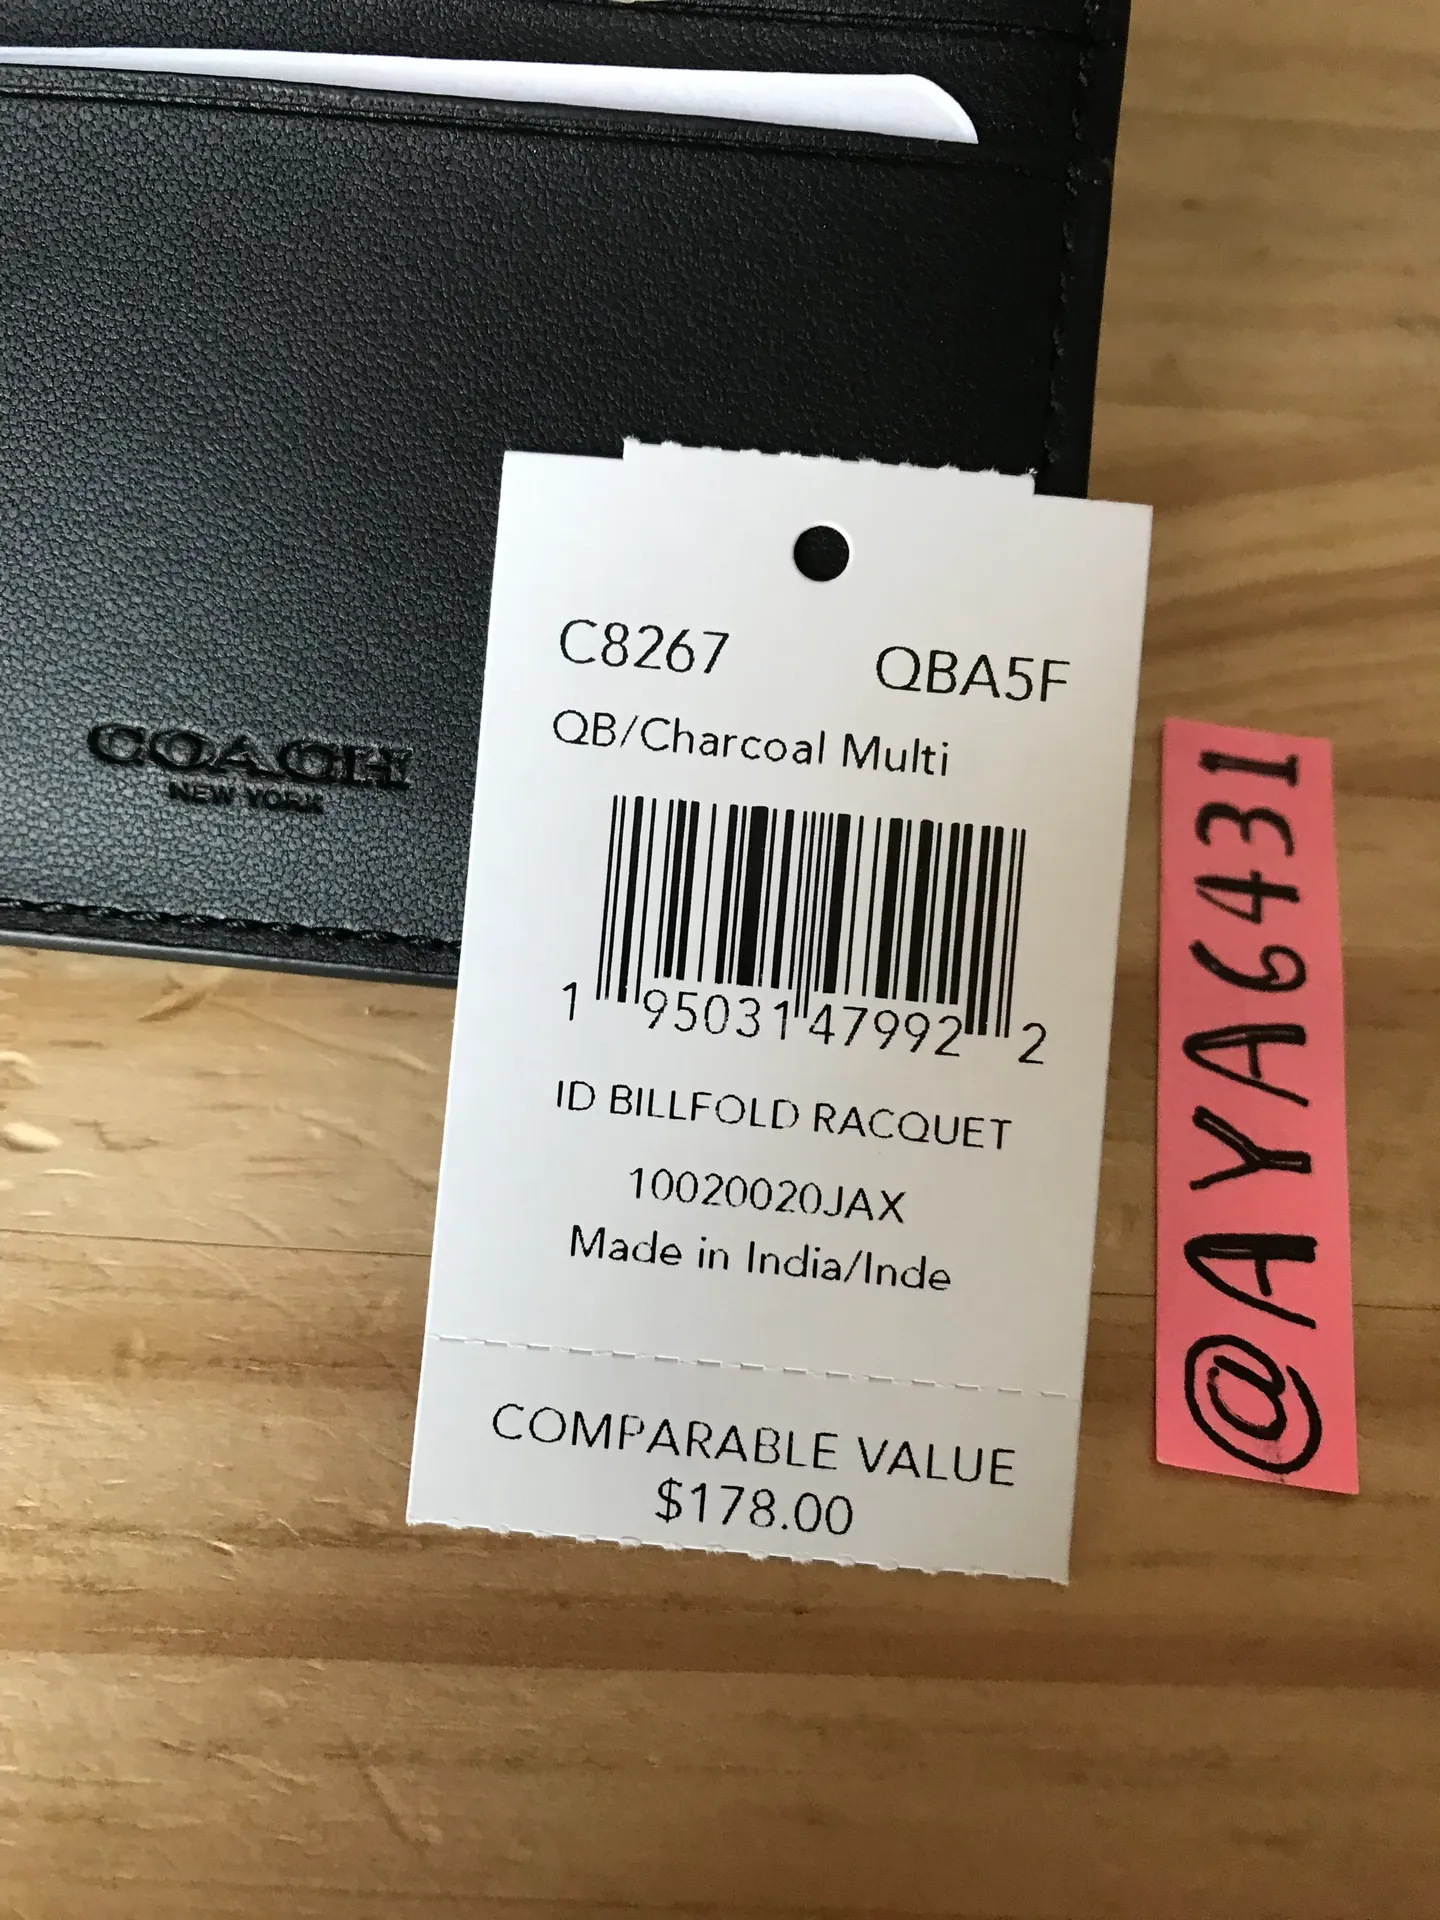 COACH
NEW YORK
C8267 QBA5F
QB/Charcoal Multi
1 95031 47992 2
ID BILLFOLD RACQUET
10020020JAX
Made in India/Inde
COMPARABLE VALUE
$178.00
@AYA6431